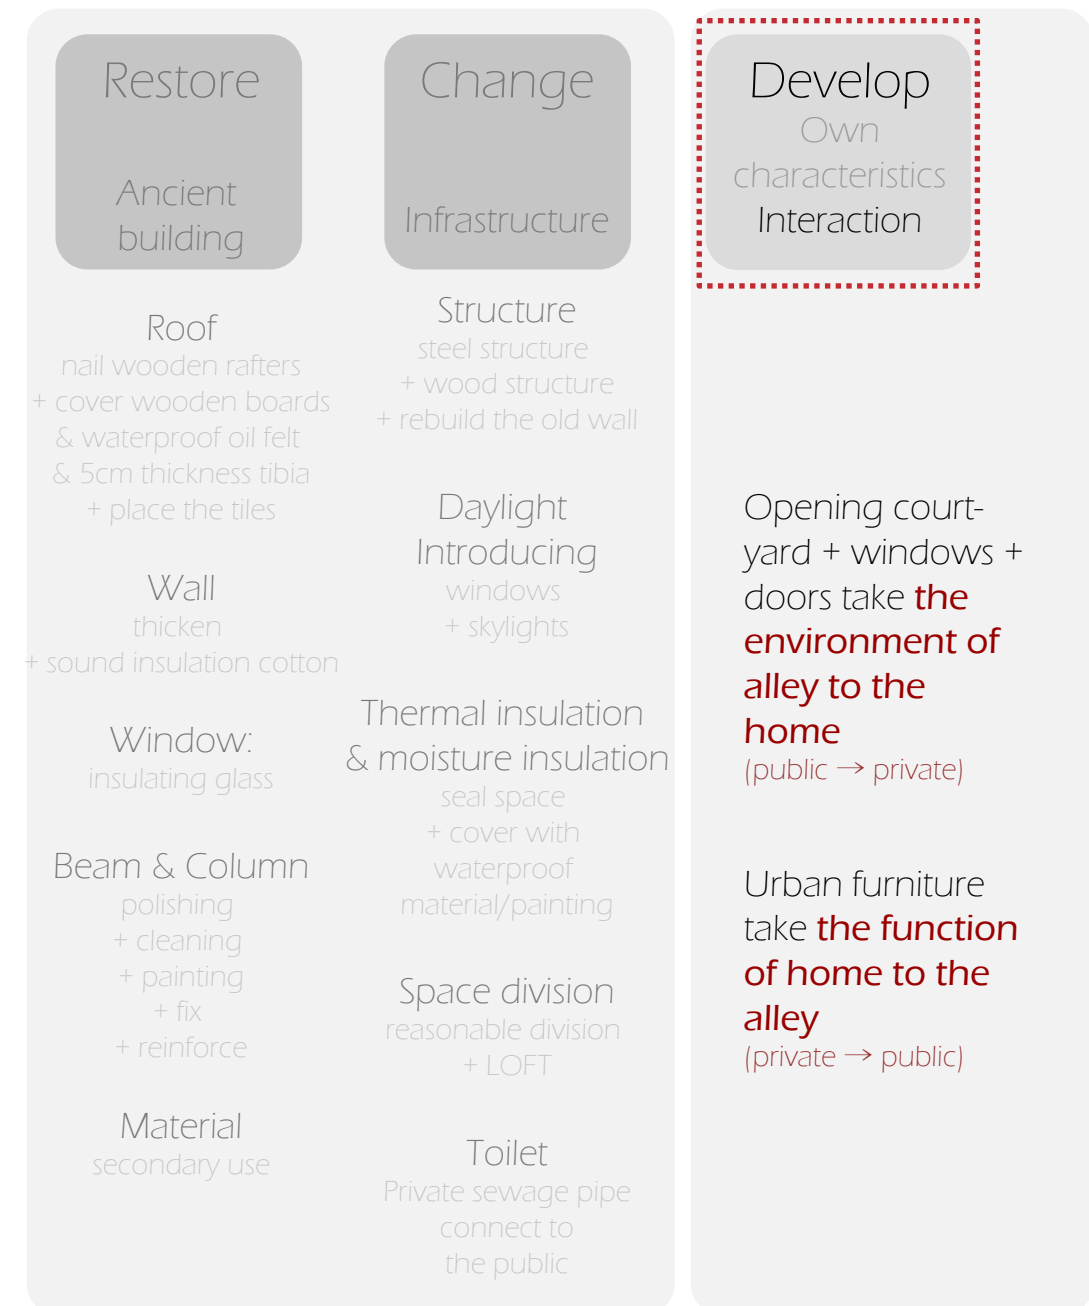 Restore
Ancient
building
Roof
nail wooden rafters
+ cover wooden boards
& waterproof oil felt
& 5cm thickness tibia
+ place the tiles
Wall
thicken
+ sound insulation cotton
Window:
insulating glass
Beam & Column
polishing
+ cleaning
+ painting
+ fix
+ reinforce
Material
secondary use
Change
Infrastructure
Structure
steel structure
+ wood structure
+ rebuild the old wall
Daylight
Introducing
windows
+ skylights
Thermal insulation
& moisture insulation
seal space
+ cover with
waterproof
material/painting
Space division
reasonable division
+ LOFT
Toilet
Private sewage pipe
connect to
the public
Develop
Own
characteristics
Interaction
Opening court-
yard + windows +
doors take the
environment of
alley to the
home
(public → private)
Urban furniture
take the function
of home to the
alley
(private → public)